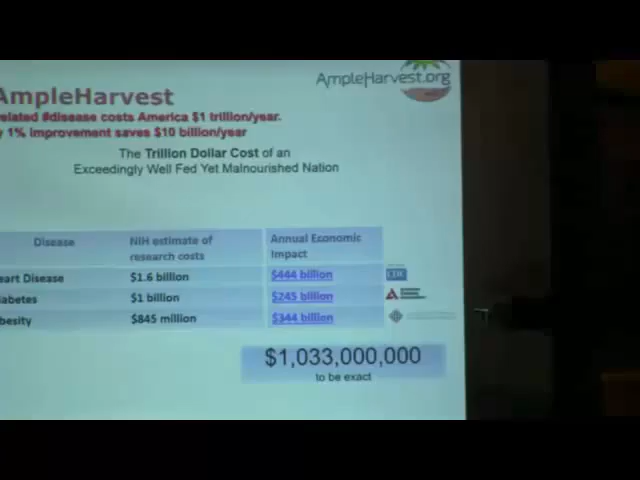 AmpleHarvest.org
AmpleHarvest
elated #disease costs America $1 trillion/year.
y 1% improvement saves $10 billion/year
The Trillion Dollar Cost of an
Exceedingly Well Fed Yet Malnourished Nation
Disease NIH estimate of research costs Annual Economic Impact
eart Disease $1.6 billion $444 billion
CDC
iabetes $1 billion $245 billion
besity $845 million $344 billion
$1,033,000,000
to be exact